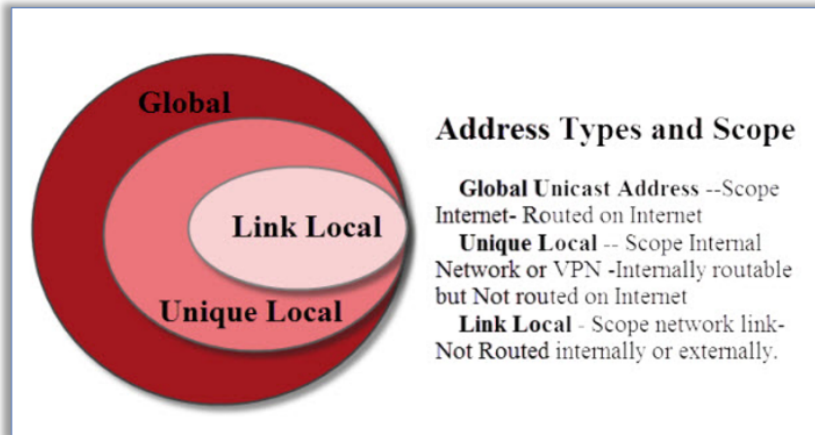 Global
Link Local
Unique Local
Address Types and Scope
Global Unicast Address --Scope
Internet- Routed on Internet
Unique Local -- Scope Internal
Network or VPN -Internally routable
but Not routed on Internet
Link Local - Scope network link-
Not Routed internally or externally.